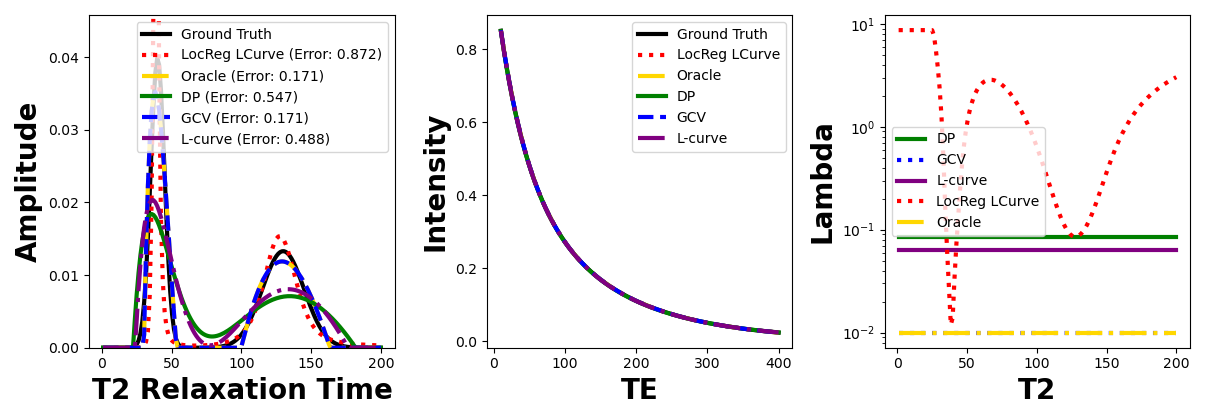 Amplitude
0.04
0.03
0.02
0.01
0.00
Ground Truth
LocReg LCurve (Error: 0.872)
Oracle (Error: 0.171)
DP (Error: 0.547)
GCV (Error: 0.171)
L-curve (Error: 0.488)
0 50 100 150 200
T2 Relaxation Time
Intensity
0.8
0.6
0.4
0.2
0.0
Ground Truth
LocReg LCurve
Oracle
DP
GCV
L-curve
0 100 200 300 400
TE
Lambda
10¹
10⁰
10⁻¹
10⁻²
DP
GCV
L-curve
LocReg LCurve
Oracle
0 50 100 150 200
T2